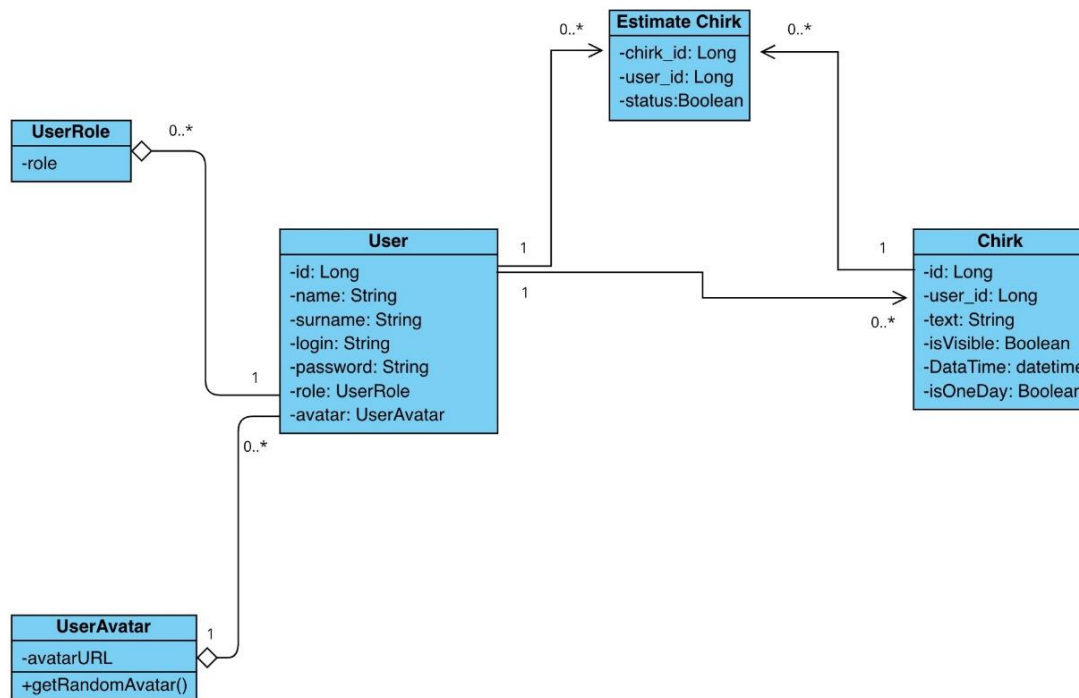 Estimate Chirk
-chirk_id: Long
-user_id: Long
-status:Boolean
0..*
0..*
UserRole
-role
0..*
User
-id: Long
-name: String
-surname: String
-login: String
-password: String
-role: UserRole
-avatar: UserAvatar
1
1
1
0..*
Chirk
-id: Long
-user_id: Long
-text: String
-isVisible: Boolean
-DataTime: datetime
-isOneDay: Boolean
1
0..*
UserAvatar
-avatarURL
+getRandomAvatar()
1